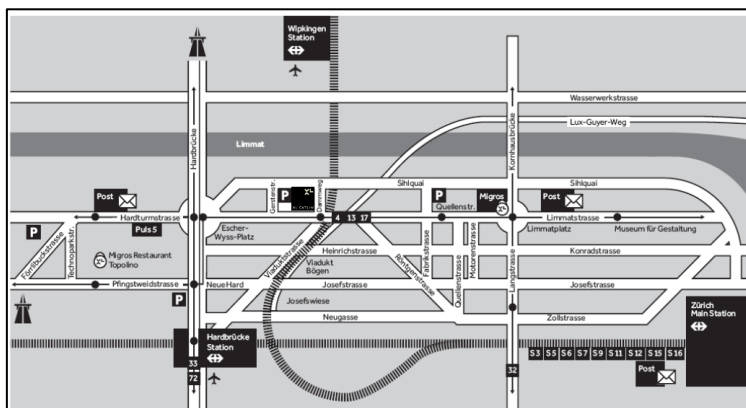 Wipkingen
Station
Wasserwerkstrasse
Lux-Guyer-Weg
Hardbrücke
Kornhausbrücke
Limmat
Sihlquai
Sihlquai
Post
P
Gerstenstr.
Dammweg
P
Quellenstr.
Migros
Post
Hardturmstrasse
4 13 17
Limmatstrasse
Puls 5
Escher-
Wyss-Platz
Limmatplatz
Museum für Gestaltung
P
Förrlibuckstrasse
Technoparkstr.
Migros Restaurant
Topolino
Viaduktstrasse
Heinrichstrasse
Viadukt
Bögen
Röntgenstrasse
Fabrikstrasse
Quellenstrasse
Motorenstrasse
Langstrasse
Konradstrasse
Pfingstweidstrasse
Neue Hard
Josefstrasse
Josefstrasse
P
Josefswiese
Neugasse
Zollstrasse
Zürich
Main Station
Hardbrücke
Station
S3 S5 S6 S7 S9 S11 S12 S15 S16
33
72
32
Post